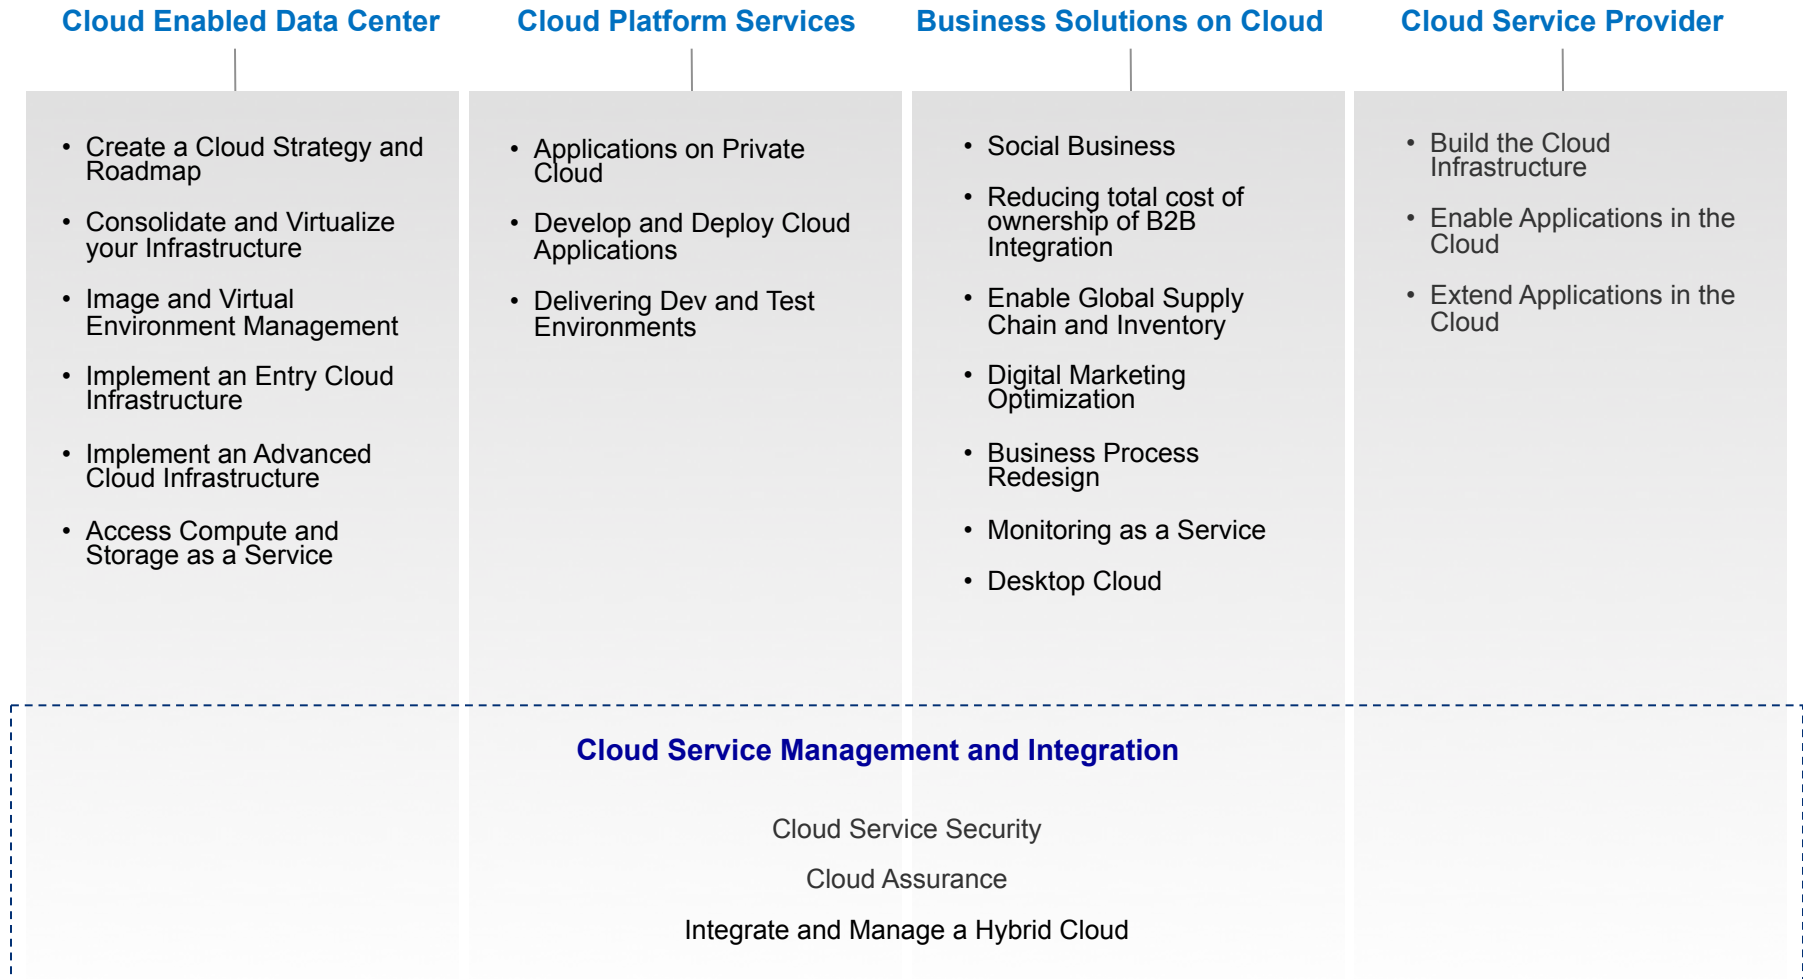 Cloud Enabled Data Center
Cloud Platform Services
Business Solutions on Cloud
Cloud Service Provider
• Create a Cloud Strategy and
Roadmap
• Consolidate and Virtualize
your Infrastructure
• Image and Virtual
Environment Management
• Implement an Entry Cloud
Infrastructure
• Implement an Advanced
Cloud Infrastructure
• Access Compute and
Storage as a Service
• Applications on Private
Cloud
• Develop and Deploy Cloud
Applications
• Delivering Dev and Test
Environments
• Social Business
• Reducing total cost of
ownership of B2B
Integration
• Enable Global Supply
Chain and Inventory
• Digital Marketing
Optimization
• Business Process
Redesign
• Monitoring as a Service
• Desktop Cloud
• Build the Cloud
Infrastructure
• Enable Applications in the
Cloud
• Extend Applications in the
Cloud
Cloud Service Management and Integration
Cloud Service Security
Cloud Assurance
Integrate and Manage a Hybrid Cloud